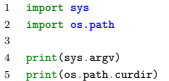 1 import sys
2 import os.path
3
4 print(sys.argv)
5 print(os.path.curdir)